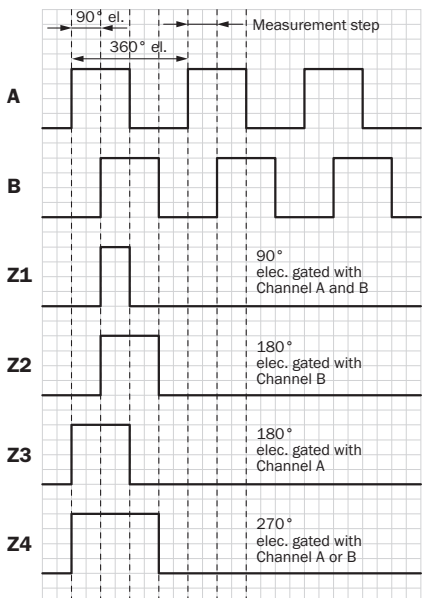 90° el.
Measurement step
360° el.
A
B
Z1
90°
elec. gated with
Channel A and B
Z2
180°
elec. gated with
Channel B
Z3
180°
elec. gated with
Channel A
Z4
270°
elec. gated with
Channel A or B